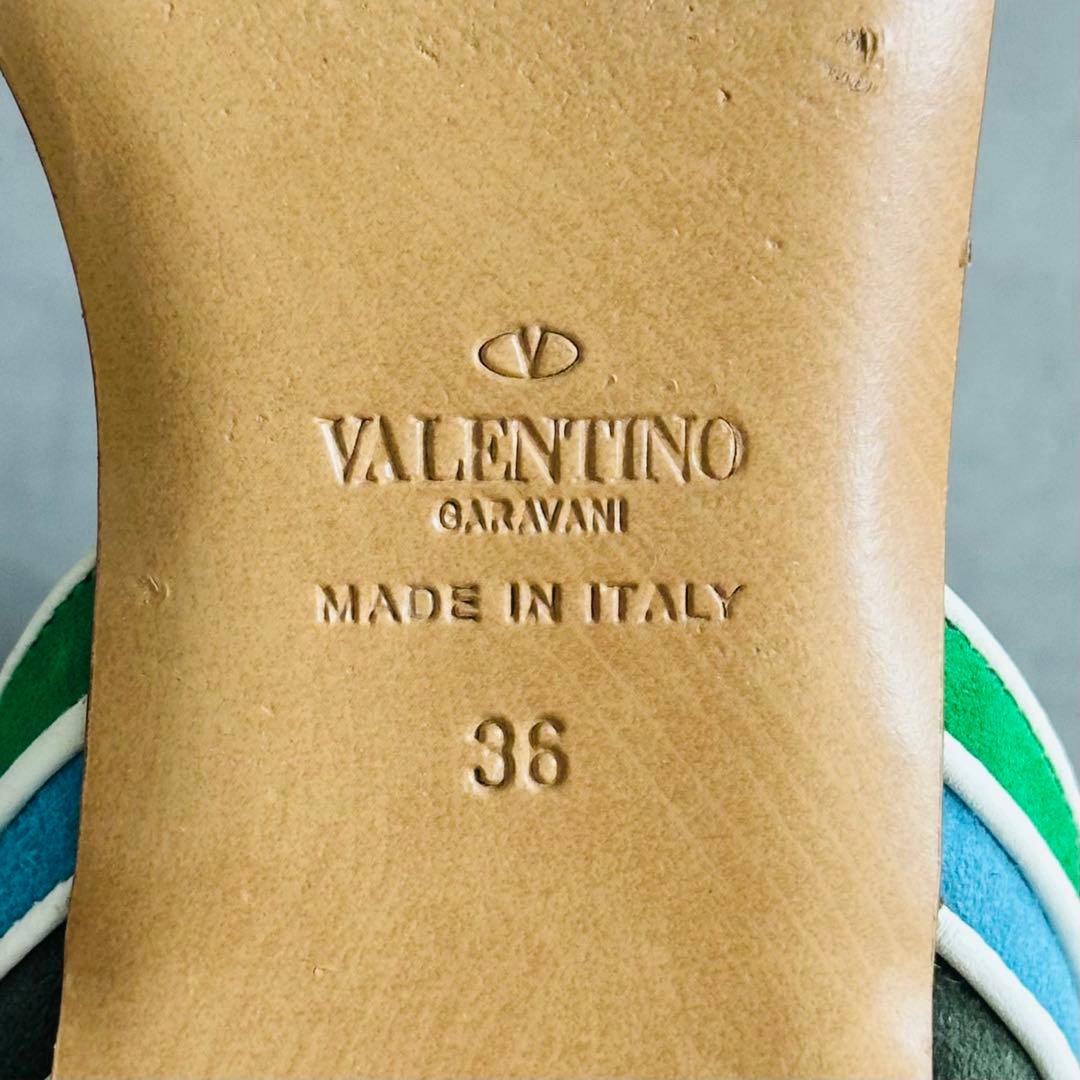 V
VALENTINO
GARAVANI
MADE IN ITALY
36